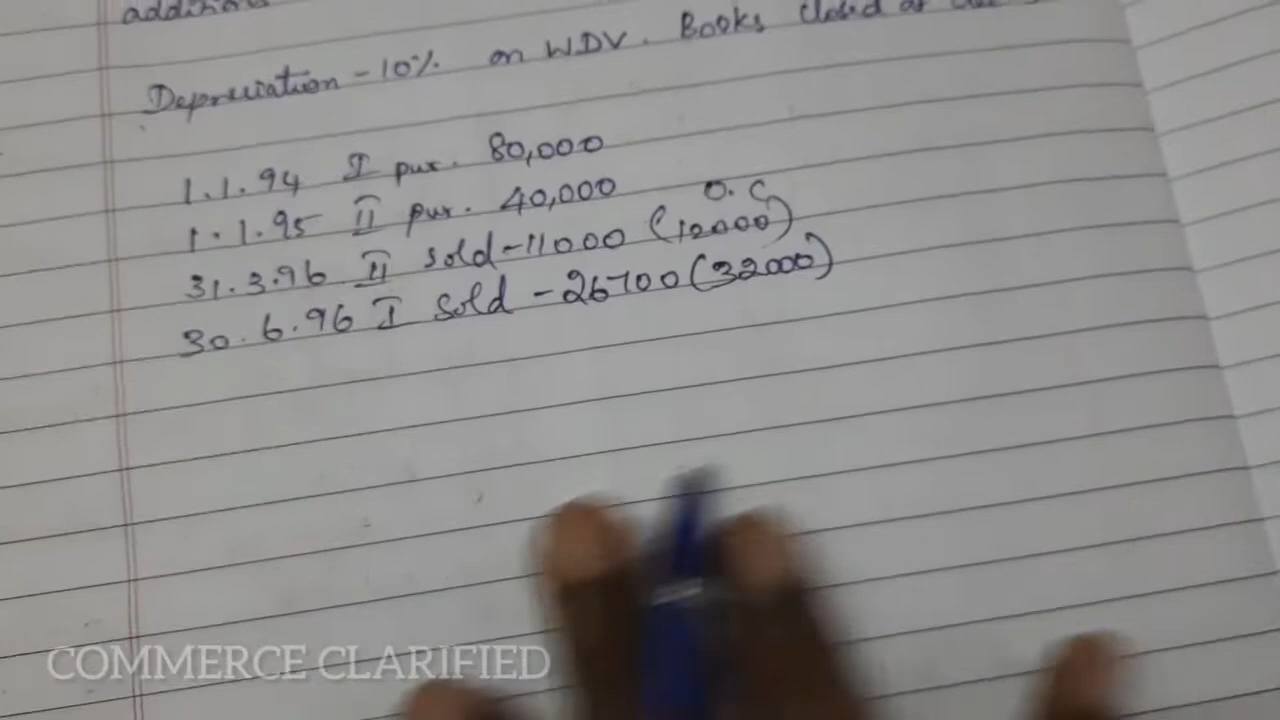 Depreciation - 10% on WDV. Books closed
1.1.94 I pur. 80,000
1.1.95 II pur. 40,000 O.C
31.3.96 II sold - 11000 (12000)
30.6.96 I sold - 26700 (32000)
COMMERCE CLARIFIED